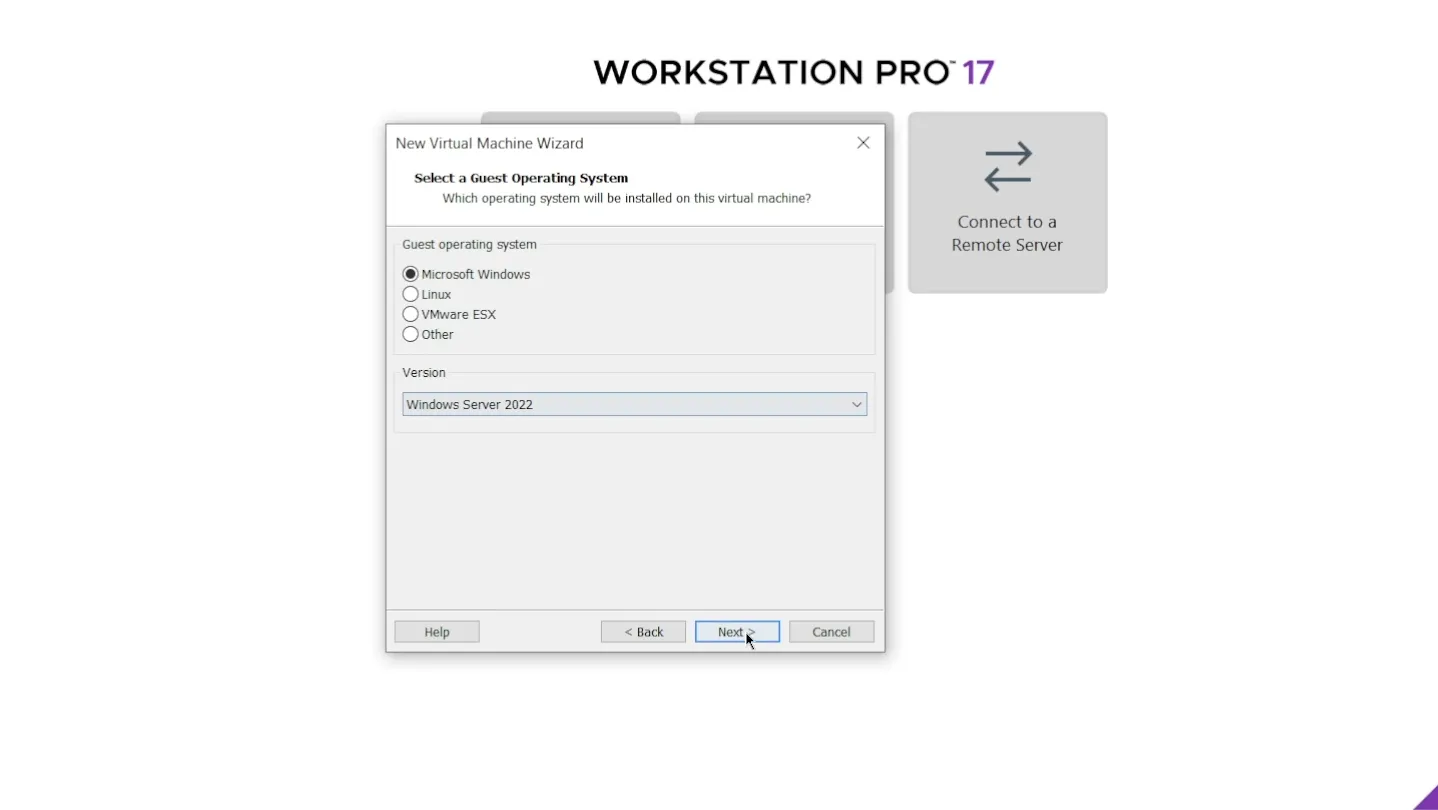 WORKSTATION PRO™ 17
New Virtual Machine Wizard
Select a Guest Operating System
Which operating system will be installed on this virtual machine?
Guest operating system
Microsoft Windows
Linux
VMware ESX
Other
Version
Windows Server 2022
Help
< Back
Next >
Cancel
Connect to a
Remote Server